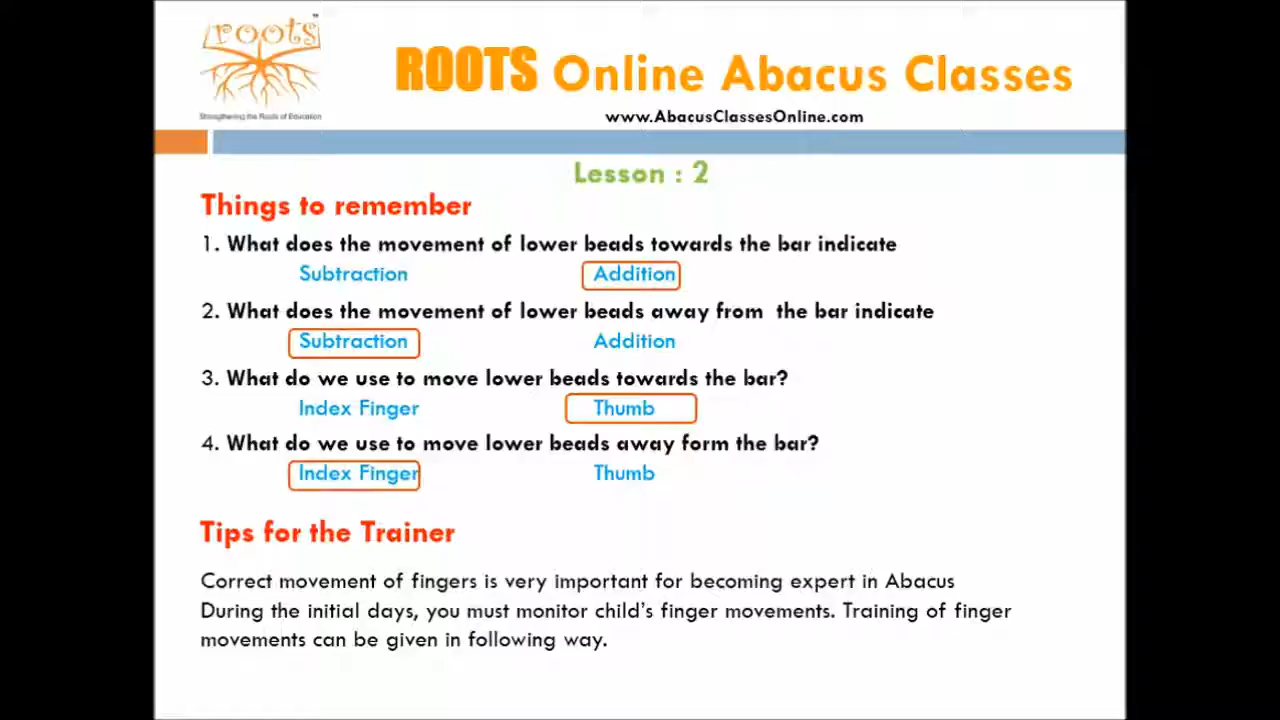 roots
™
Strengthening the Roots of Education
ROOTS Online Abacus Classes
www.AbacusClassesOnline.com
Lesson : 2
Things to remember
1. What does the movement of lower beads towards the bar indicate
Subtraction Addition
2. What does the movement of lower beads away from the bar indicate
Subtraction Addition
3. What do we use to move lower beads towards the bar?
Index Finger Thumb
4. What do we use to move lower beads away form the bar?
Index Finger Thumb
Tips for the Trainer
Correct movement of fingers is very important for becoming expert in Abacus
During the initial days, you must monitor child's finger movements. Training of finger
movements can be given in following way.